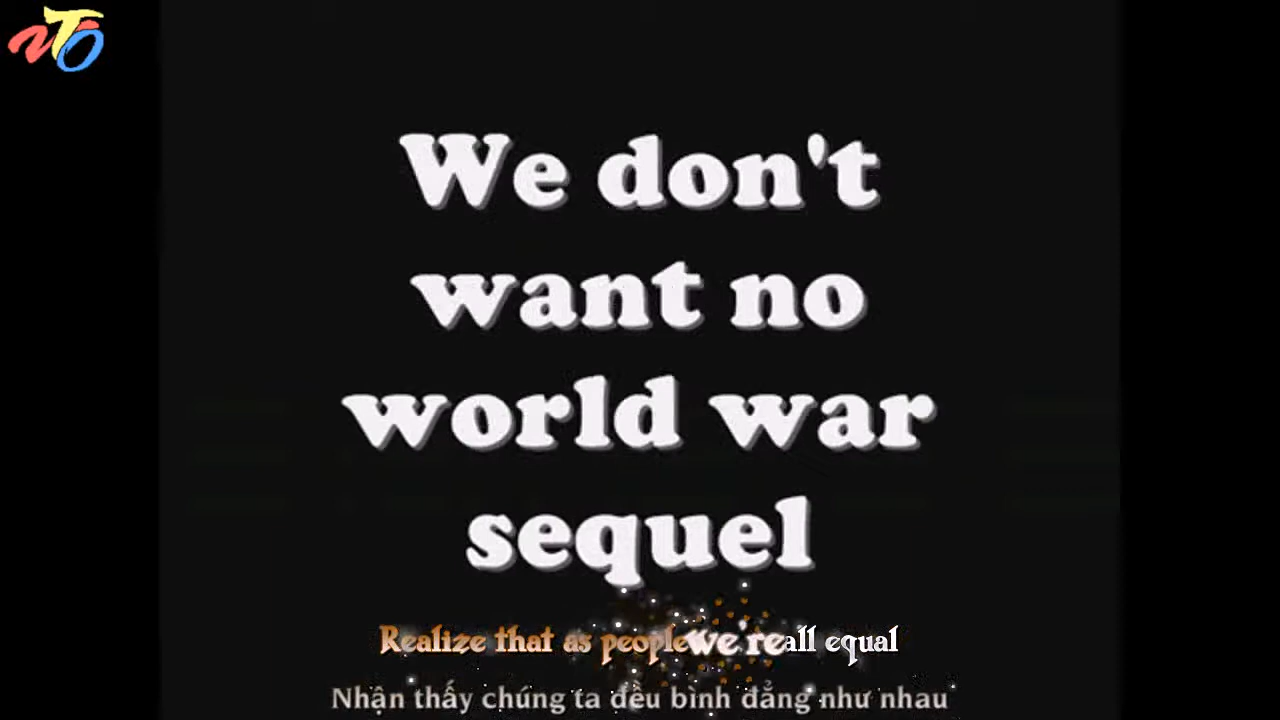 VTO
We don't
want no
world war
sequel
Realize that as people we're all equal
Nhận thấy chúng ta đều bình đẳng như nhau